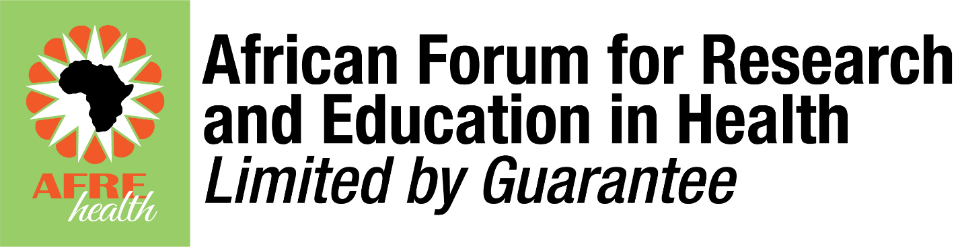 AFRE
health
African Forum for Research
and Education in Health
Limited by Guarantee